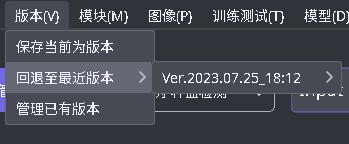 版本(V) 模块(M) 图像(P) 训练测试(T) 模型(D)
保存当前为版本
回退至最近版本 Ver.2023.07.25_18:12
管理已有版本